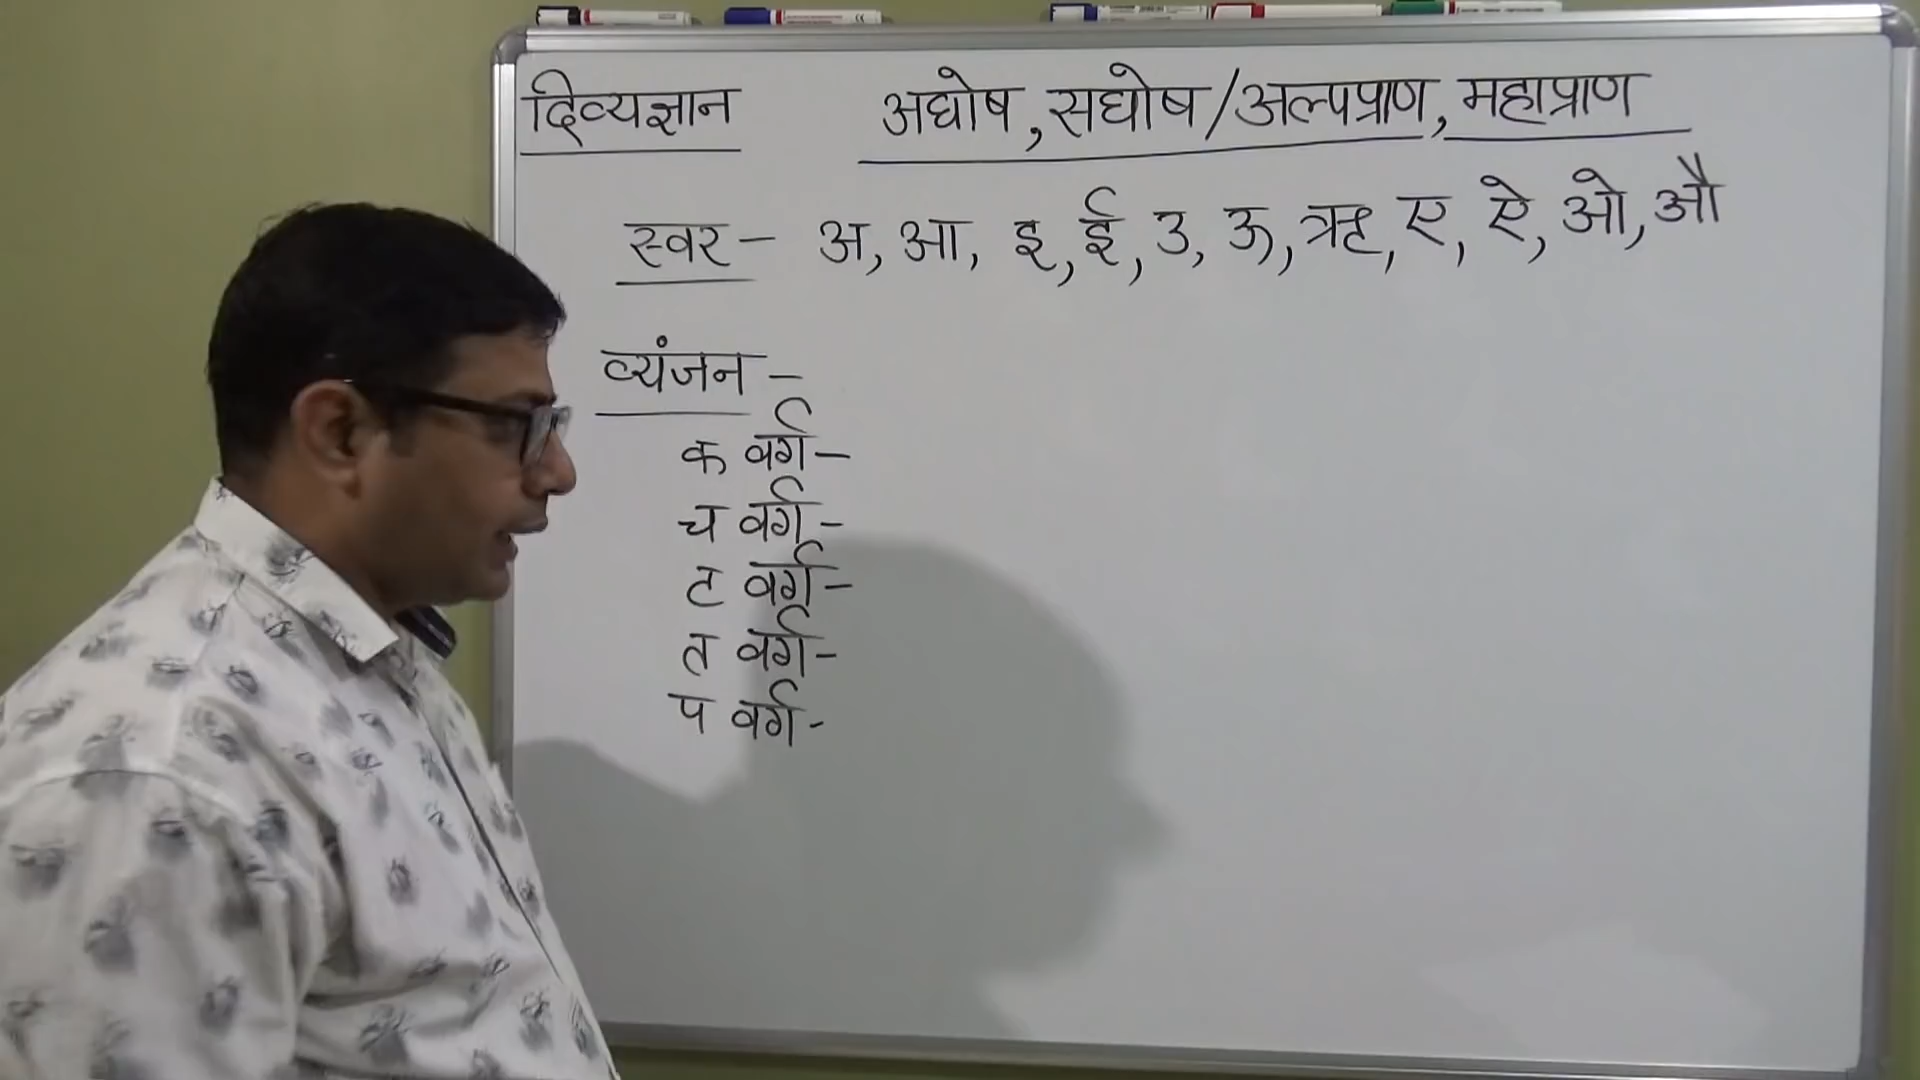 दिव्यज्ञान
अघोष, सघोष/अल्पप्राण, महाप्राण
स्वर – अ, आ, इ, ई, उ, ऊ, ऋ, ए, ऐ, ओ, औ
व्यंजन –
क वर्ग –
च वर्ग –
ट वर्ग –
त वर्ग –
प वर्ग -